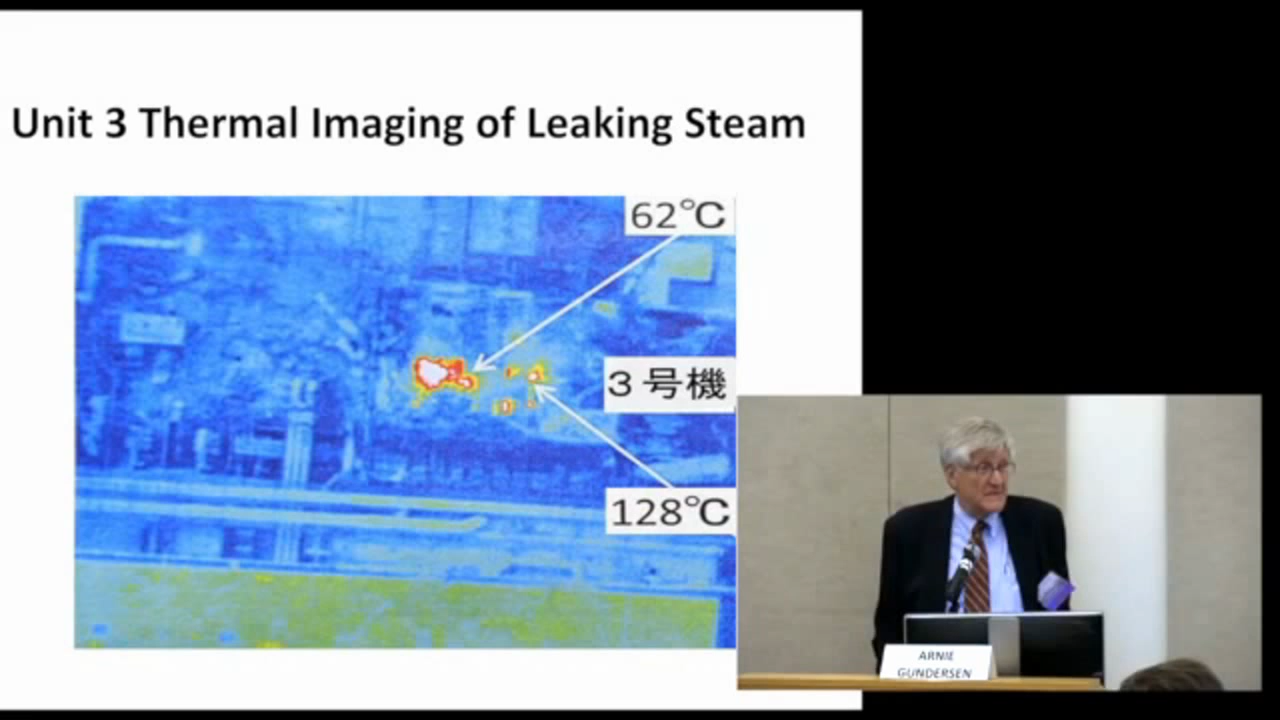 Unit 3 Thermal Imaging of Leaking Steam
62℃
3号機
128℃
ARNIE
GUNDERSEN